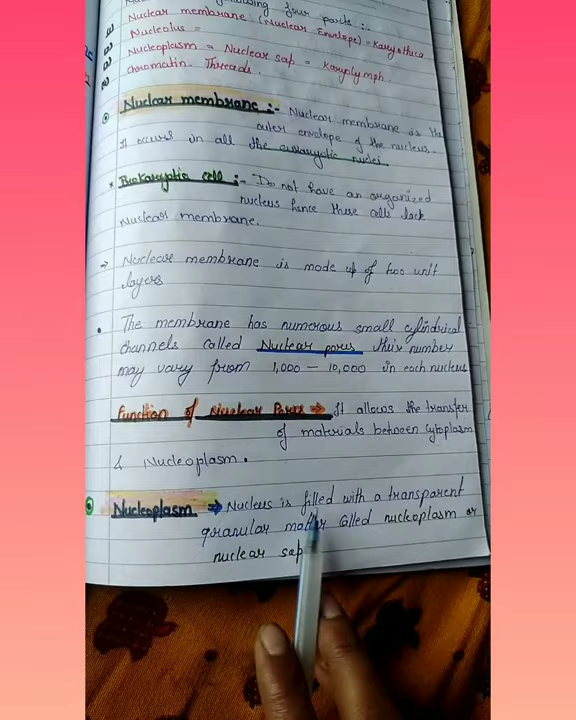 following four parts :-
(1) Nuclear membrane (Nuclear Envelope) = Karyotheca
Nucleolus =
Nucleoplasm = Nuclear sap = Karyolymph.
Chromatin. Threads.
Nuclear membrane :- Nuclear membrane is the
outer envelope of the nucleus.
It occurs in all the eukaryotic nuclei
Prokaryotic cell :- Do not have an organized
nucleus hence these cells lack
Nuclear membrane.
→ Nuclear membrane is made up of two unit
layers
• The membrane has numerous small cylindrical
channels called Nuclear pores their number
may vary from 1,000 – 10,000 in each nucleus
Function of Nuclear Pores ⇒ It allows the transfer
of materials between cytoplasm
& Nucleoplasm.
Nucleoplasm ⇒ Nucleus is filled with a transparent
granular matter called nucleoplasm or
nuclear sap